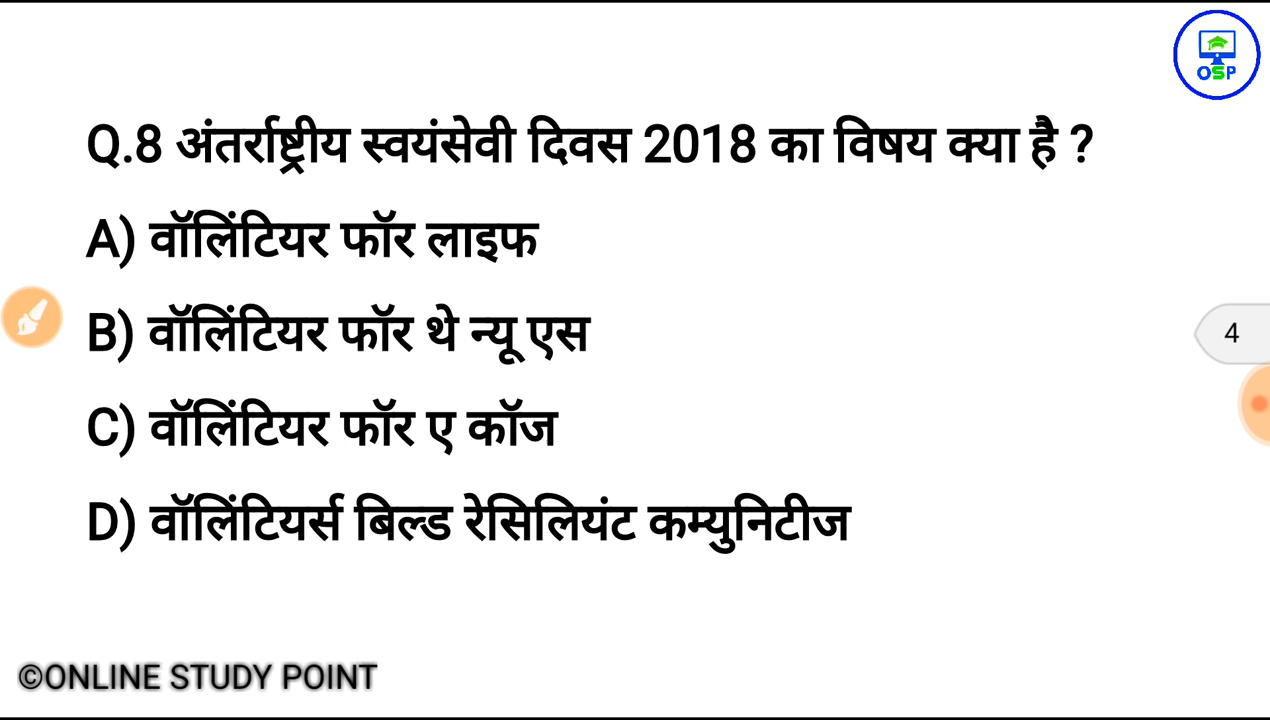 OSP
Q.8 अंतर्राष्ट्रीय स्वयंसेवी दिवस 2018 का विषय क्या है ?
A) वॉलिंटियर फॉर लाइफ
B) वॉलिंटियर फॉर थे न्यू एस
4
C) वॉलिंटियर फॉर ए कॉज
D) वॉलिंटियर्स बिल्ड रेसिलियंट कम्युनिटीज
©ONLINE STUDY POINT